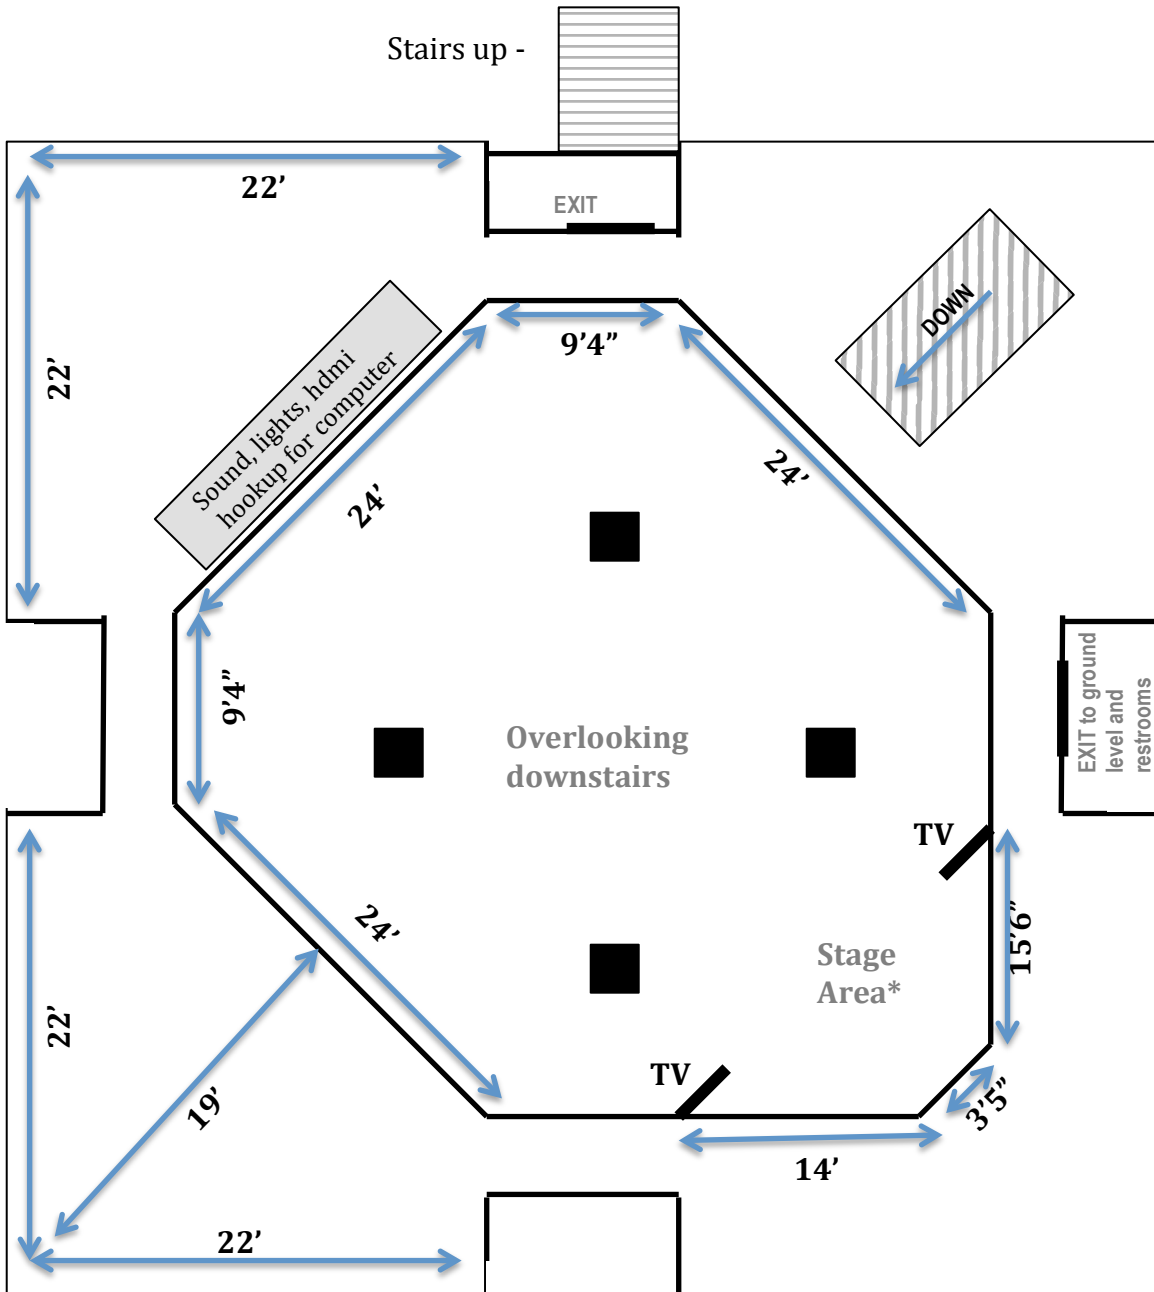 Stairs up -
22’
EXIT
22’
9’4”
DOWN
Sound, lights, hdmi
hookup for computer
24’
24’
9’4”
Overlooking
downstairs
EXIT to ground
level and
restrooms
TV
24’
15’6”
Stage
Area*
22’
19’
TV
3’5”
14’
22’